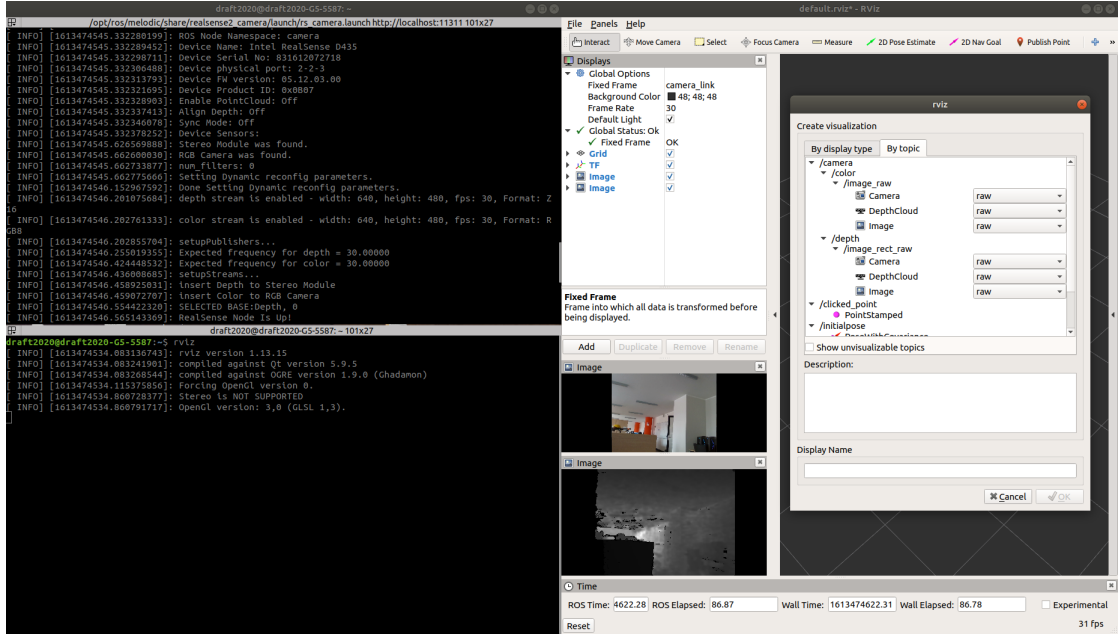 draft2020@draft2020-G5-5587: ~
/opt/ros/melodic/share/realsense2_camera/launch/rs_camera.launch http://localhost:11311 101x27
[ INFO] [1613474545.332280199]: ROS Node Namespace: camera
[ INFO] [1613474545.332289452]: Device Name: Intel RealSense D435
[ INFO] [1613474545.332298711]: Device Serial No: 831612072718
[ INFO] [1613474545.332306488]: Device physical port: 2-2-3
[ INFO] [1613474545.332313793]: Device FW version: 05.12.03.00
[ INFO] [1613474545.332321695]: Device Product ID: 0x0B07
[ INFO] [1613474545.332328903]: Enable PointCloud: Off
[ INFO] [1613474545.332337413]: Align Depth: Off
[ INFO] [1613474545.332346078]: Sync Mode: Off
[ INFO] [1613474545.332378252]: Device Sensors:
[ INFO] [1613474545.626569888]: Stereo Module was found.
[ INFO] [1613474545.662600030]: RGB Camera was found.
[ INFO] [1613474545.662733877]: num_filters: 0
[ INFO] [1613474545.662775666]: Setting Dynamic reconfig parameters.
[ INFO] [1613474546.152967592]: Done Setting Dynamic reconfig parameters.
[ INFO] [1613474546.201075684]: depth stream is enabled - width: 640, height: 480, fps: 30, Format: Z
16
[ INFO] [1613474546.202761333]: color stream is enabled - width: 640, height: 480, fps: 30, Format: R
GB8
[ INFO] [1613474546.202855704]: setupPublishers...
[ INFO] [1613474546.255019355]: Expected frequency for depth = 30.00000
[ INFO] [1613474546.424448532]: Expected frequency for color = 30.00000
[ INFO] [1613474546.436008685]: setupStreams...
[ INFO] [1613474546.458925031]: insert Depth to Stereo Module
[ INFO] [1613474546.459072707]: insert Color to RGB Camera
[ INFO] [1613474546.554422320]: SELECTED BASE:Depth, 0
[ INFO] [1613474546.565143369]: RealSense Node Is Up!
draft2020@draft2020-G5-5587: ~ 101x27
draft2020@draft2020-G5-5587:~$ rviz
[ INFO] [1613474534.083136743]: rviz version 1.13.15
[ INFO] [1613474534.083241901]: compiled against Qt version 5.9.5
[ INFO] [1613474534.083268544]: compiled against OGRE version 1.9.0 (Ghadamon)
[ INFO] [1613474534.115375856]: Forcing OpenGl version 0.
[ INFO] [1613474534.860728377]: Stereo is NOT SUPPORTED
[ INFO] [1613474534.860791717]: OpenGl version: 3,0 (GLSL 1,3).
default.rviz* - RViz
File Panels Help
Interact Move Camera Select Focus Camera Measure 2D Pose Estimate 2D Nav Goal Publish Point
Displays
Global Options
Fixed Frame camera_link
Background Color 48; 48; 48
Frame Rate 30
Default Light
Global Status: Ok
Fixed Frame OK
Grid
TF
Image
Image
Fixed Frame
Frame into which all data is transformed before
being displayed.
Add Duplicate Remove Rename
Image
Image
rviz
Create visualization
By display type By topic
/camera
/color
/image_raw
Camera raw
DepthCloud raw
Image raw
/depth
/image_rect_raw
Camera raw
DepthCloud raw
Image raw
/clicked_point
PointStamped
/initialpose
Show unvisualizable topics
Description:
Display Name
Cancel OK
Time
ROS Time: 4622.28 ROS Elapsed: 86.87 Wall Time: 1613474622.31 Wall Elapsed: 86.78 Experimental
Reset 31 fps